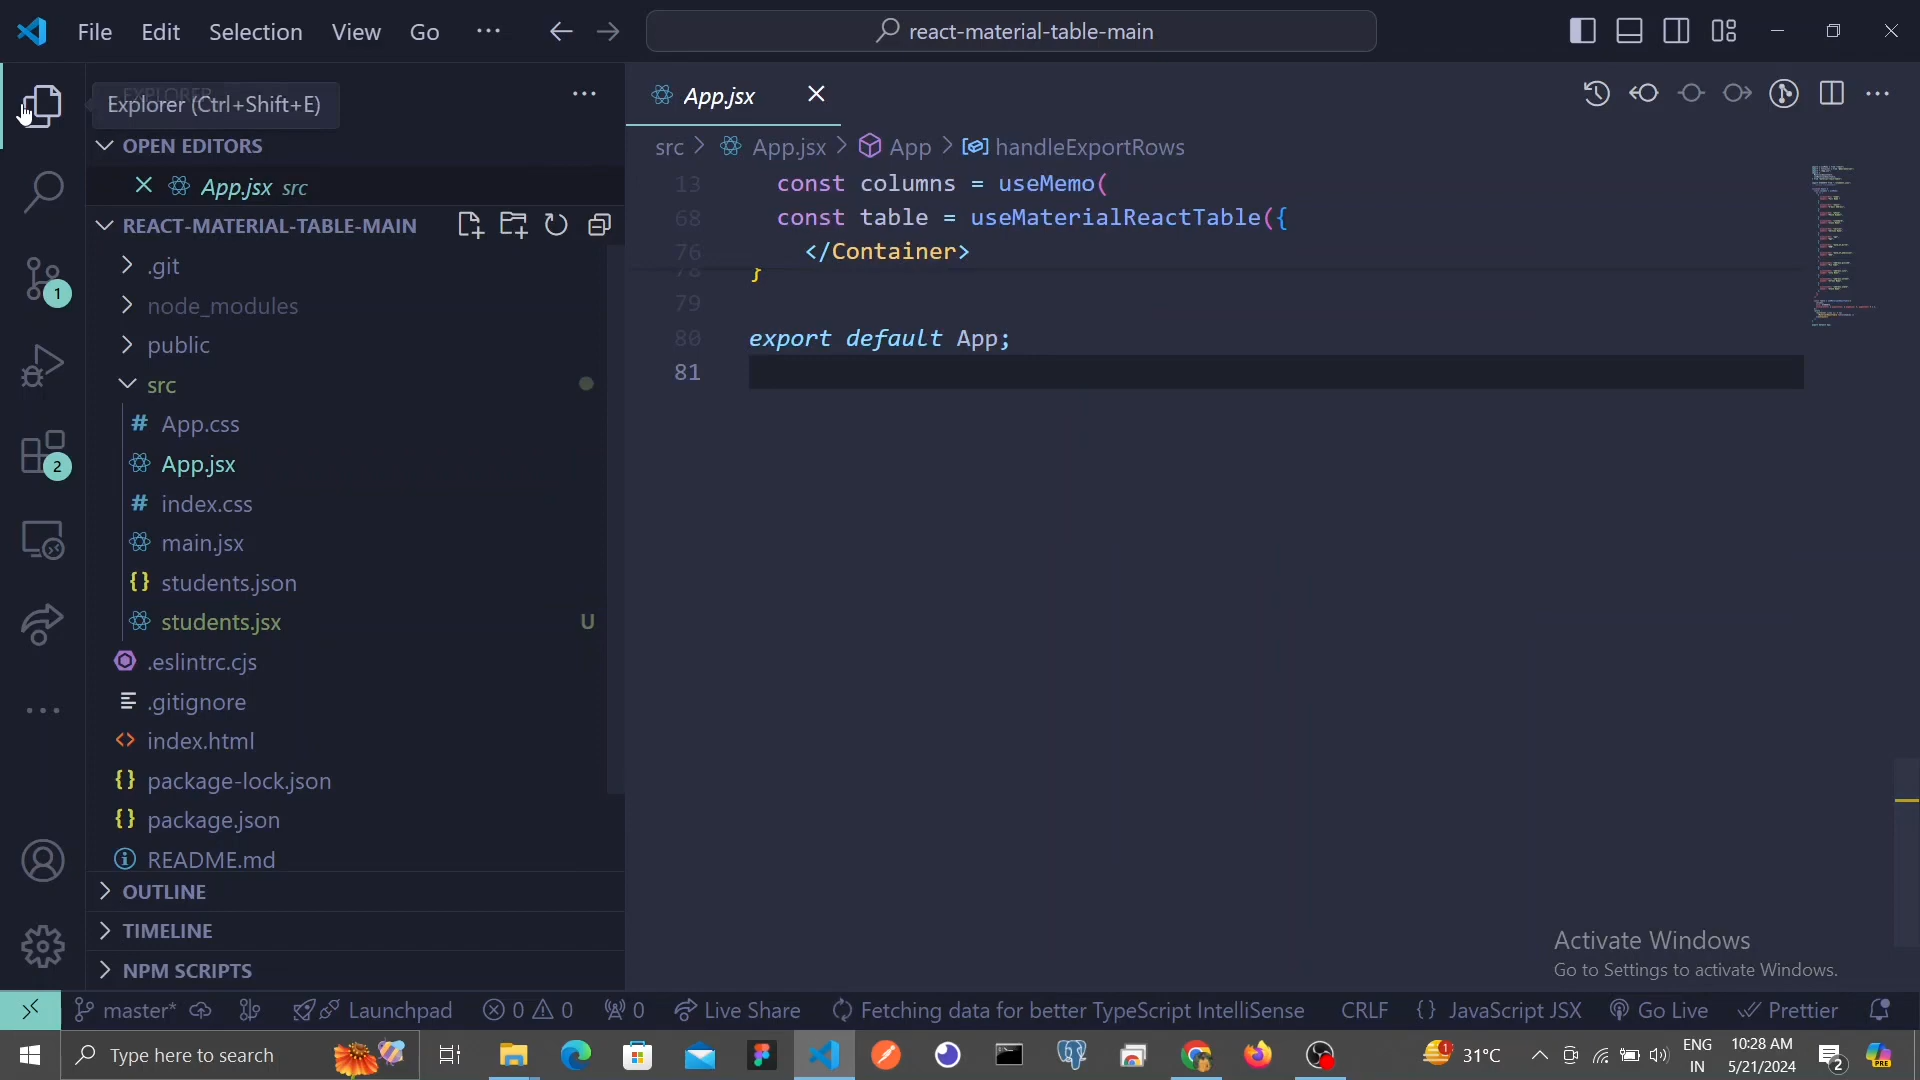 File Edit Selection View Go ··· react-material-table-main
Explorer (Ctrl+Shift+E)
OPEN EDITORS
App.jsx src
REACT-MATERIAL-TABLE-MAIN
.git
node_modules
public
src
# App.css
App.jsx
# index.css
main.jsx
{} students.json
students.jsx U
.eslintrc.cjs
.gitignore
<> index.html
{} package-lock.json
{} package.json
README.md
OUTLINE
TIMELINE
NPM SCRIPTS
1
2
App.jsx
src > App.jsx > App > handleExportRows
13 const columns = useMemo(
68 const table = useMaterialReactTable({
76 </Container>
78 }
79
80 export default App;
81
Activate Windows
Go to Settings to activate Windows.
master* Launchpad 0 0 0 Live Share Fetching data for better TypeScript IntelliSense CRLF {} JavaScript JSX Go Live Prettier
Type here to search 1 31°C ENG 10:28 AM 2 PRE
IN 5/21/2024